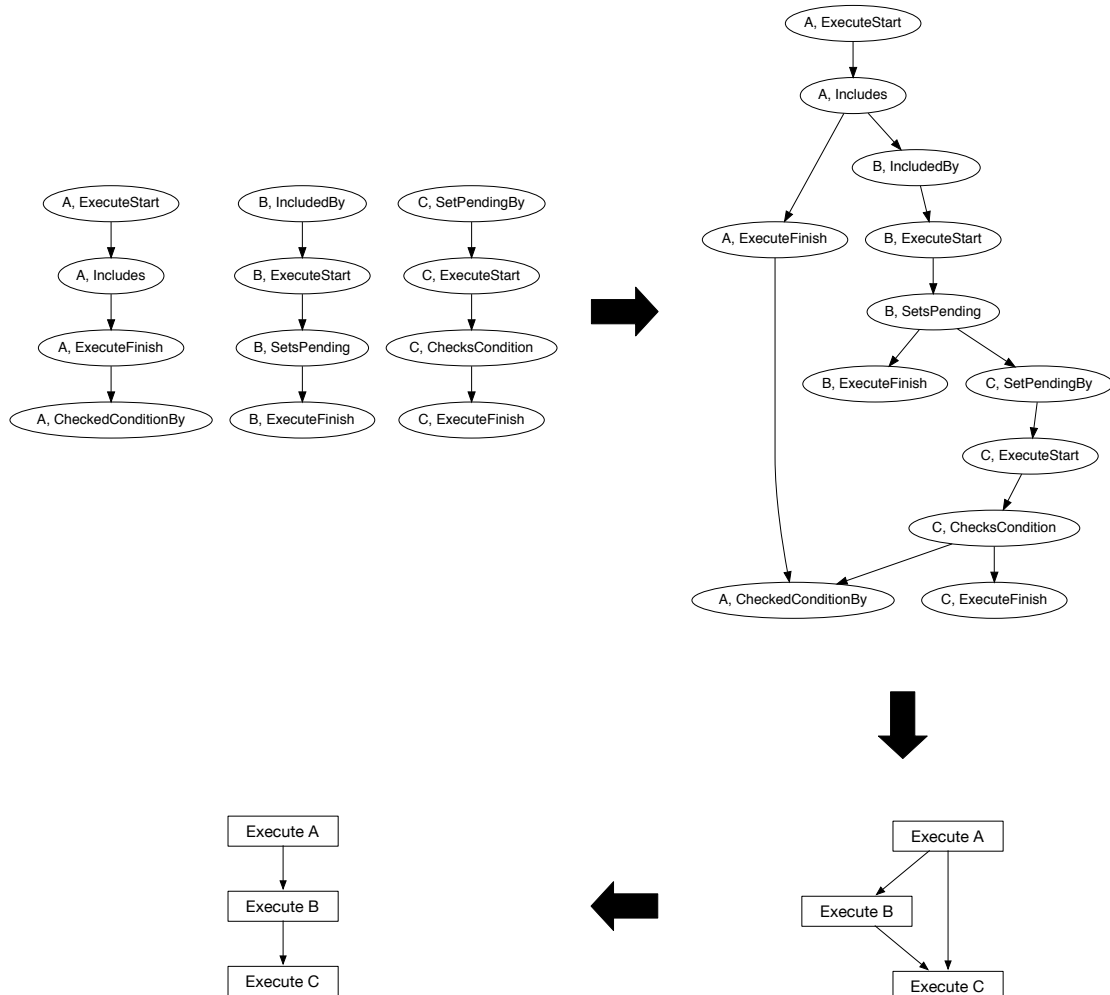 A, ExecuteStart
A, Includes
A, ExecuteFinish
A, CheckedConditionBy
B, IncludedBy
B, ExecuteStart
B, SetsPending
B, ExecuteFinish
C, SetPendingBy
C, ExecuteStart
C, ChecksCondition
C, ExecuteFinish
A, ExecuteStart
A, Includes
B, IncludedBy
A, ExecuteFinish
B, ExecuteStart
B, SetsPending
B, ExecuteFinish
C, SetPendingBy
C, ExecuteStart
C, ChecksCondition
A, CheckedConditionBy
C, ExecuteFinish
Execute A
Execute B
Execute C
Execute A
Execute B
Execute C